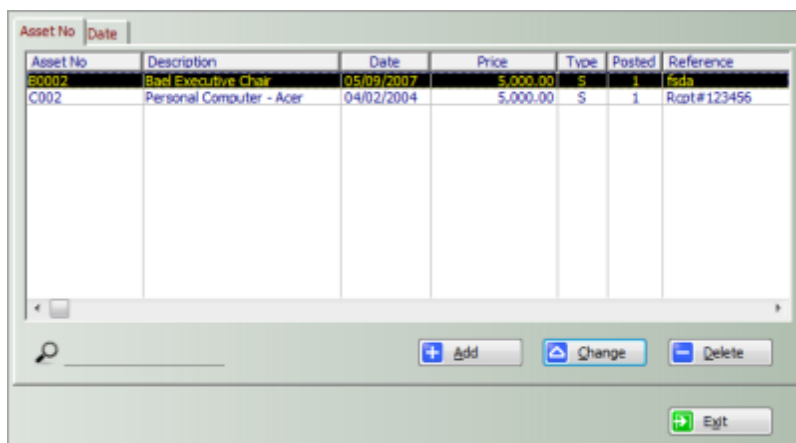 Asset No Date
Asset No Description Date Price Type Posted Reference
B0002 Bael Executive Chair 05/09/2007 5,000.00 S 1 fsda
C002 Personal Computer - Acer 04/02/2004 5,000.00 S 1 Rcpt#123456
Add Change Delete
Exit